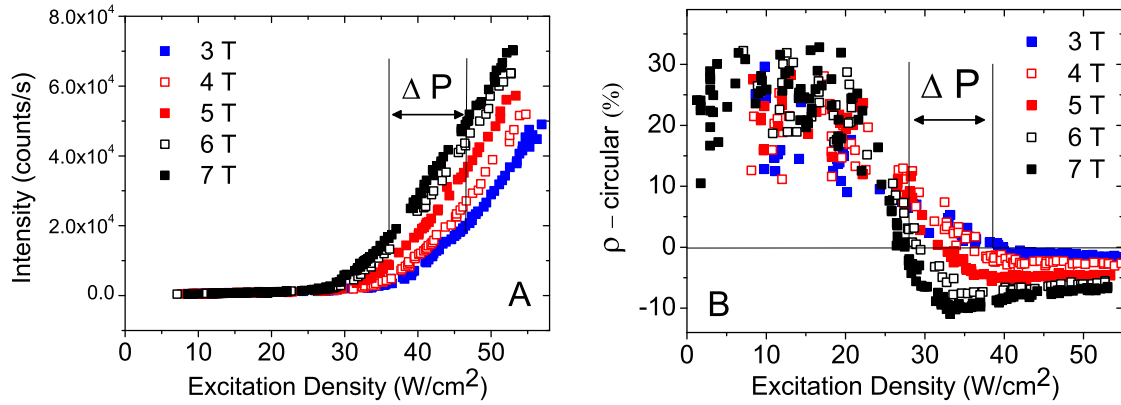 8.0x10⁴
6.0x10⁴
4.0x10⁴
2.0x10⁴
0.0
Intensity (counts/s)
3 T
4 T
5 T
6 T
7 T
Δ P
A
0 10 20 30 40 50
Excitation Density (W/cm²)
30
20
10
0
-10
ρ – circular (%)
3 T
4 T
5 T
6 T
7 T
Δ P
B
0 10 20 30 40 50
Excitation Density (W/cm²)